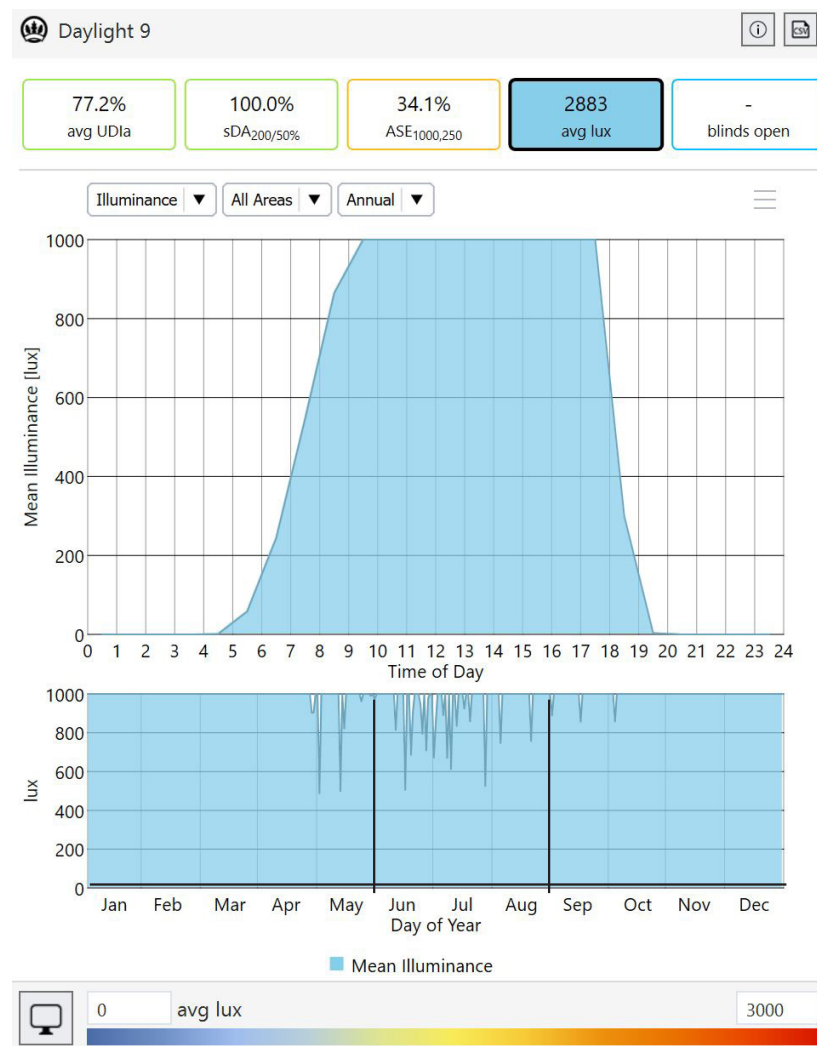 Daylight 9
CSV
77.2% 100.0% 34.1% 2883 -
avg UDIa sDA200/50% ASE1000,250 avg lux blinds open
Illuminance ▼ All Areas ▼ Annual ▼
1000
800
600
400
200
0
Mean Illuminance [lux]
0 1 2 3 4 5 6 7 8 9 10 11 12 13 14 15 16 17 18 19 20 21 22 23 24
Time of Day
1000
800
600
400
200
0
lux
Jan Feb Mar Apr May Jun Jul Aug Sep Oct Nov Dec
Day of Year
Mean Illuminance
0 avg lux 3000